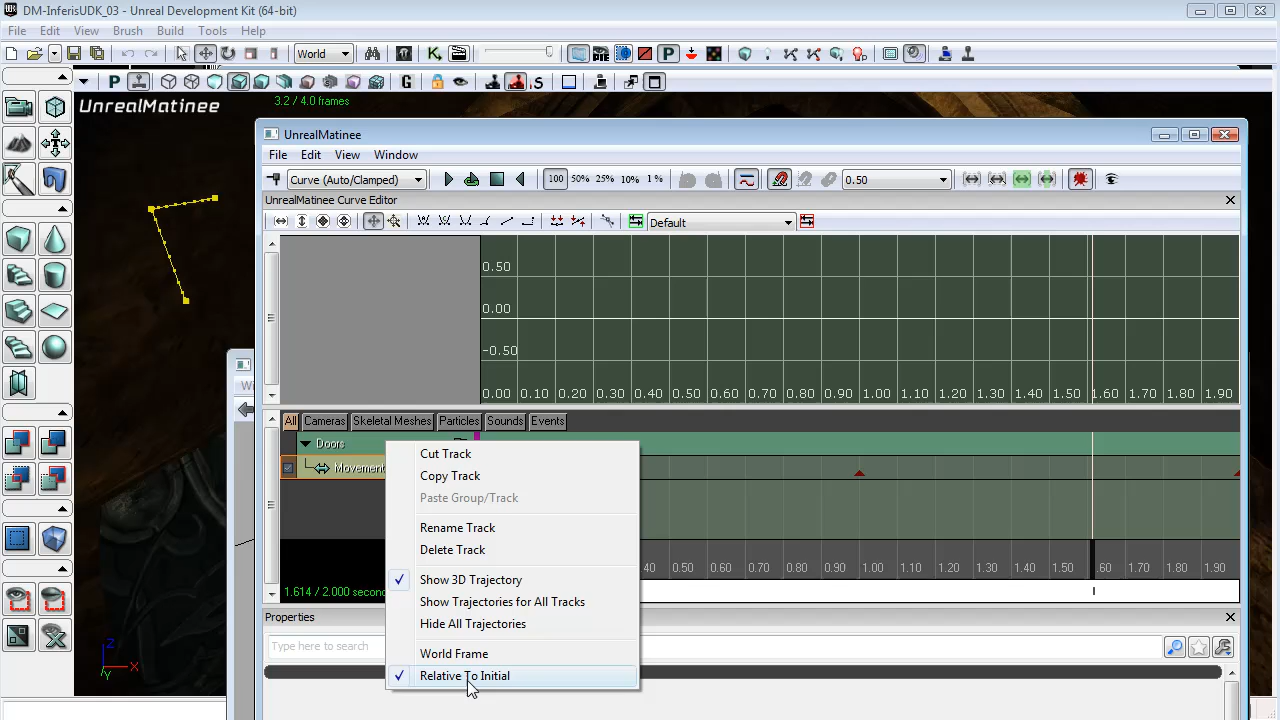 DM-InferisUDK_03 - Unreal Development Kit (64-bit)
File Edit View Brush Build Tools Help
World
UnrealMatinee
3.2 / 4.0 frames
UnrealMatinee
File Edit View Window
Curve (Auto/Clamped) 100 50% 25% 10% 1 % 0.50
UnrealMatinee Curve Editor
Default
0.50
0.00
-0.50
0.00 0.10 0.20 0.30 0.40 0.50 0.60 0.70 0.80 0.90 1.00 1.10 1.20 1.30 1.40 1.50 1.60 1.70 1.80 1.90
All Cameras Skeletal Meshes Particles Sounds Events
Doors
Movement
Cut Track
Copy Track
Paste Group/Track
Rename Track
Delete Track
Show 3D Trajectory
Show Trajectories for All Tracks
Hide All Trajectories
World Frame
Relative To Initial
.40 0.50 0.60 0.70 0.80 0.90 1.00 1.10 1.20 1.30 1.40 1.50 1.60 1.70 1.80 1.90
1.614 / 2.000 second
Properties
Type here to search
Z
X
Y